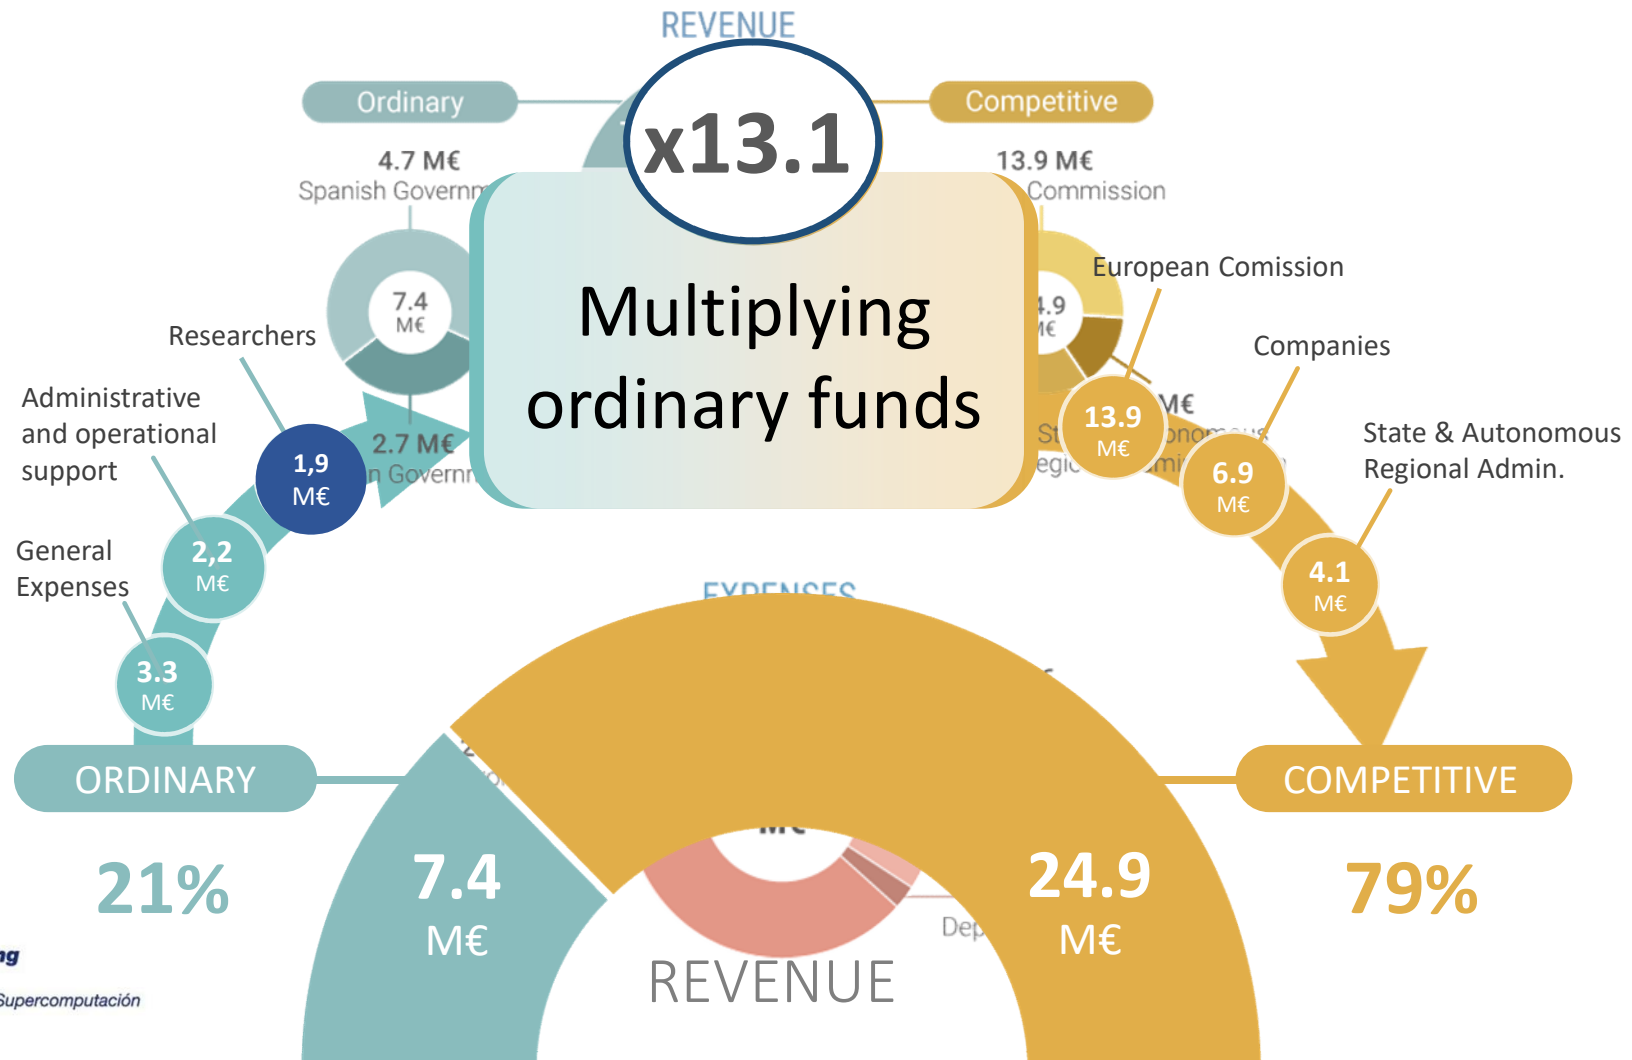 REVENUE
Ordinary
Competitive
x13.1
4.7 M€
Spanish
13.9 M€
Commission
7.4
M€
Multiplying
ordinary funds
European Comission
Companies
State & Autonomous
Regional Admin.
Researchers
Administrative
and operational
support
General
Expenses
2.7 M€
M€
1,9
M€
2,2
M€
3.3
M€
13.9
M€
6.9
M€
4.1
M€
EXPENSES
ORDINARY
COMPETITIVE
21%
7.4
M€
24.9
M€
79%
M€
REVENUE
Supercomputación